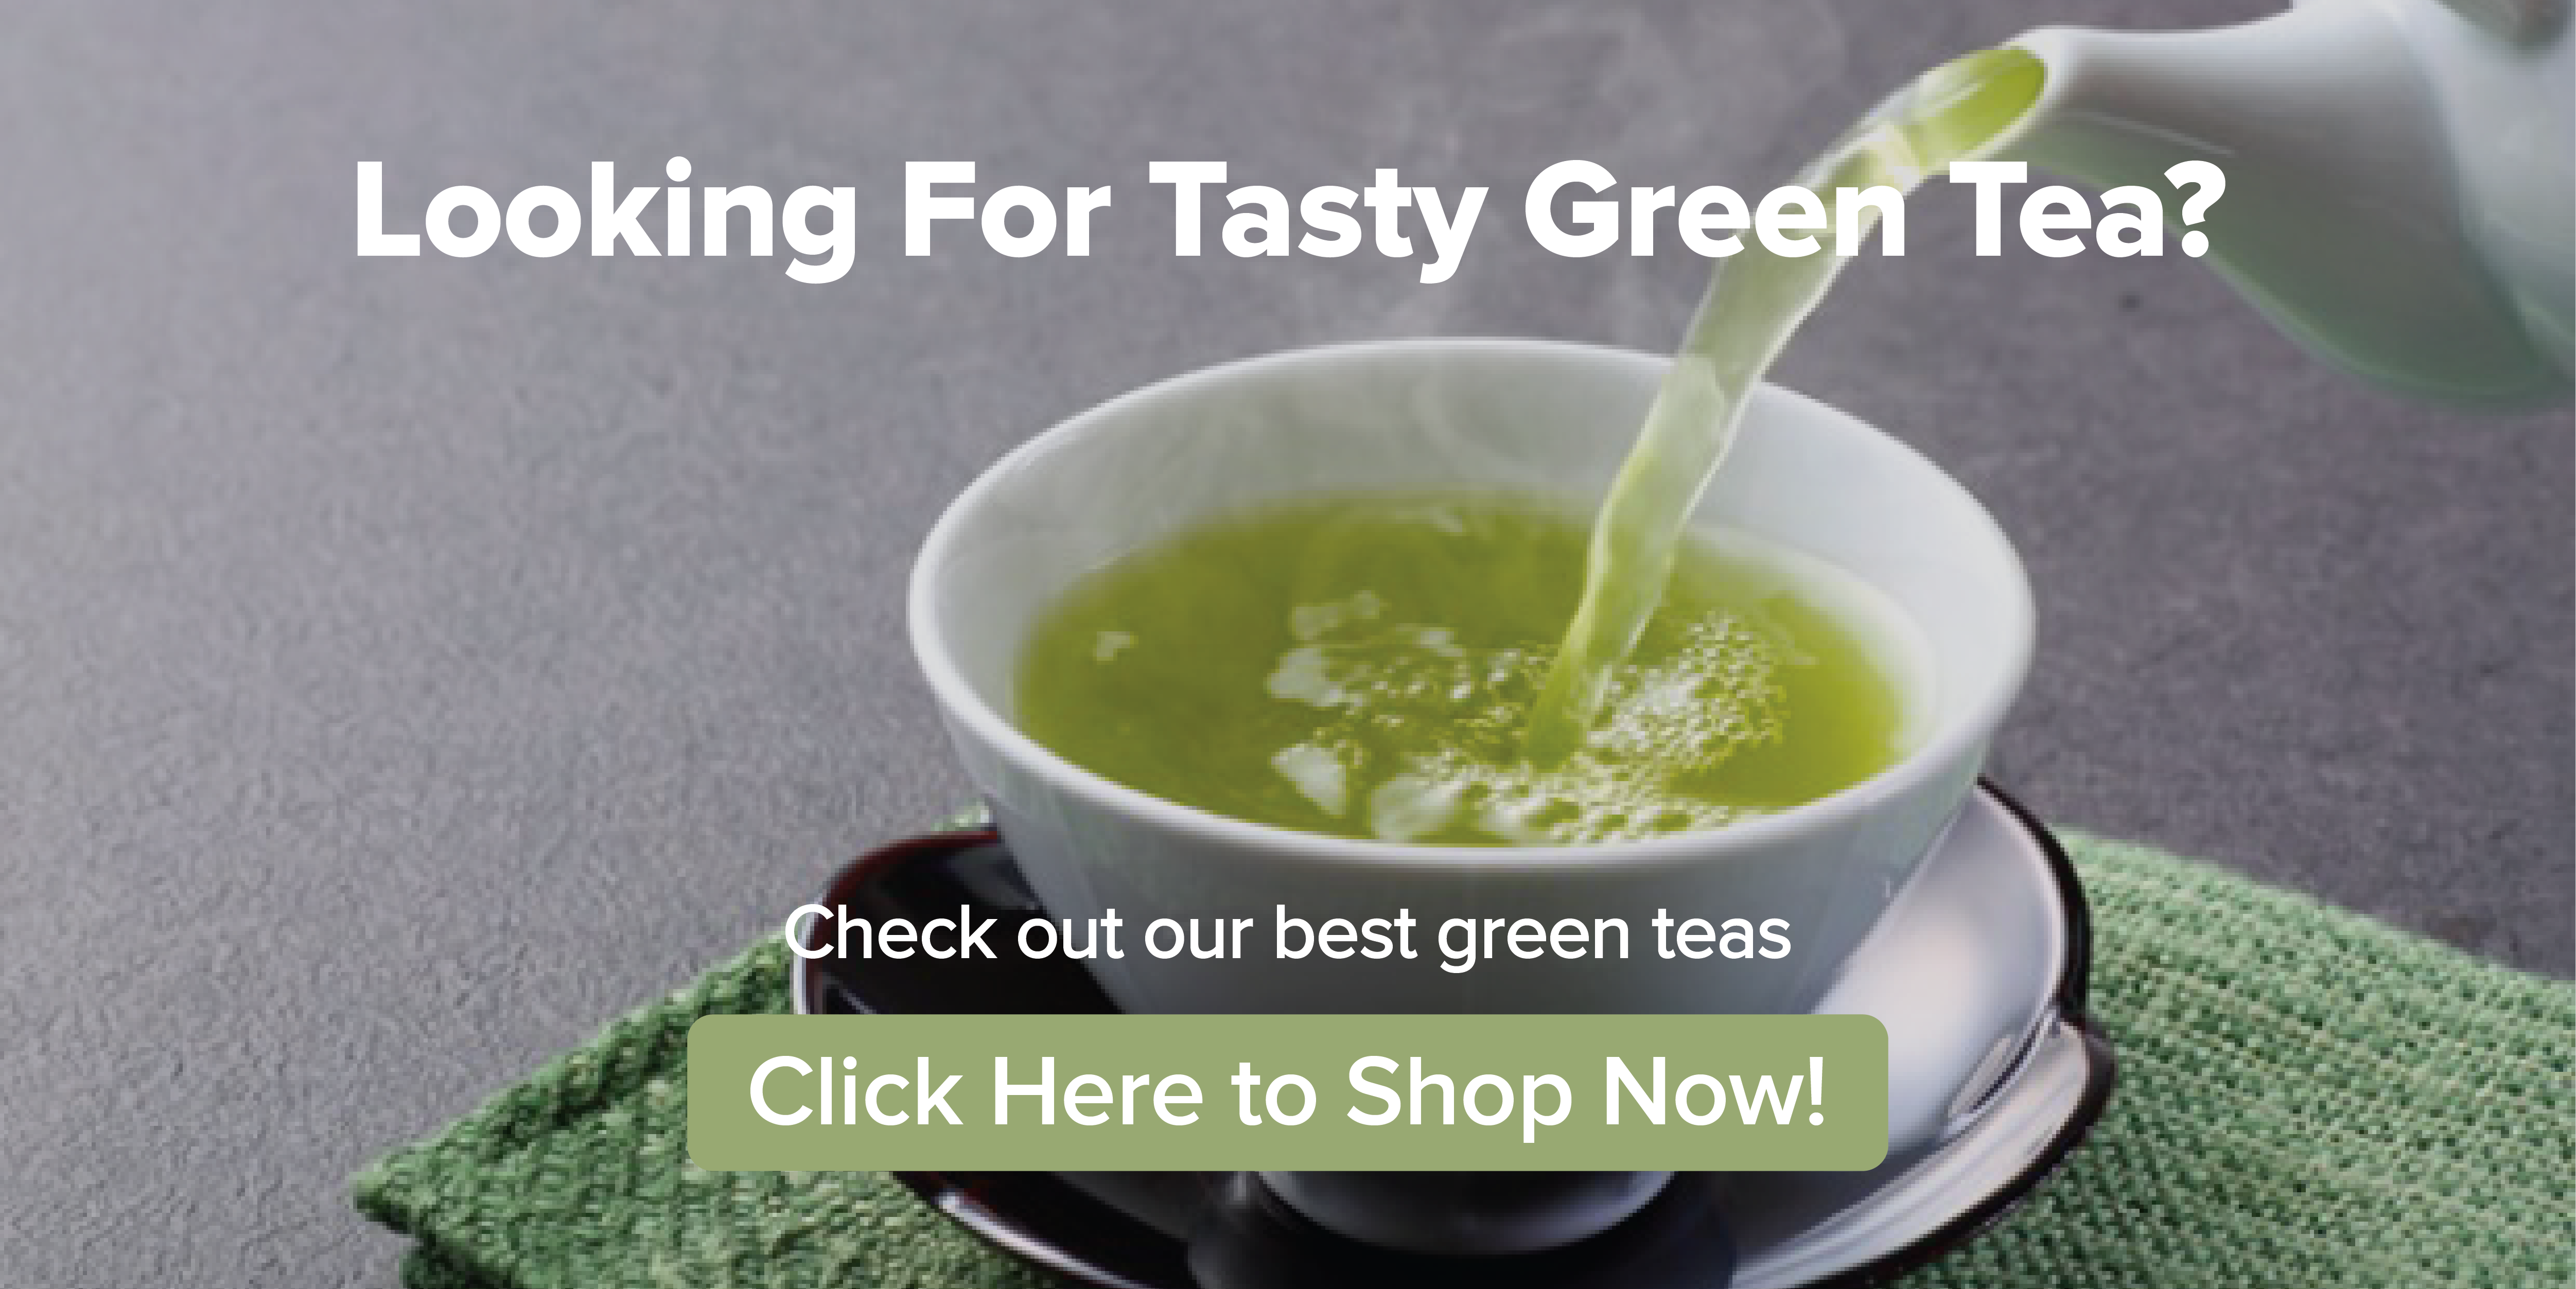 Looking For Tasty Green Tea?
Check out our best green teas
Click Here to Shop Now!